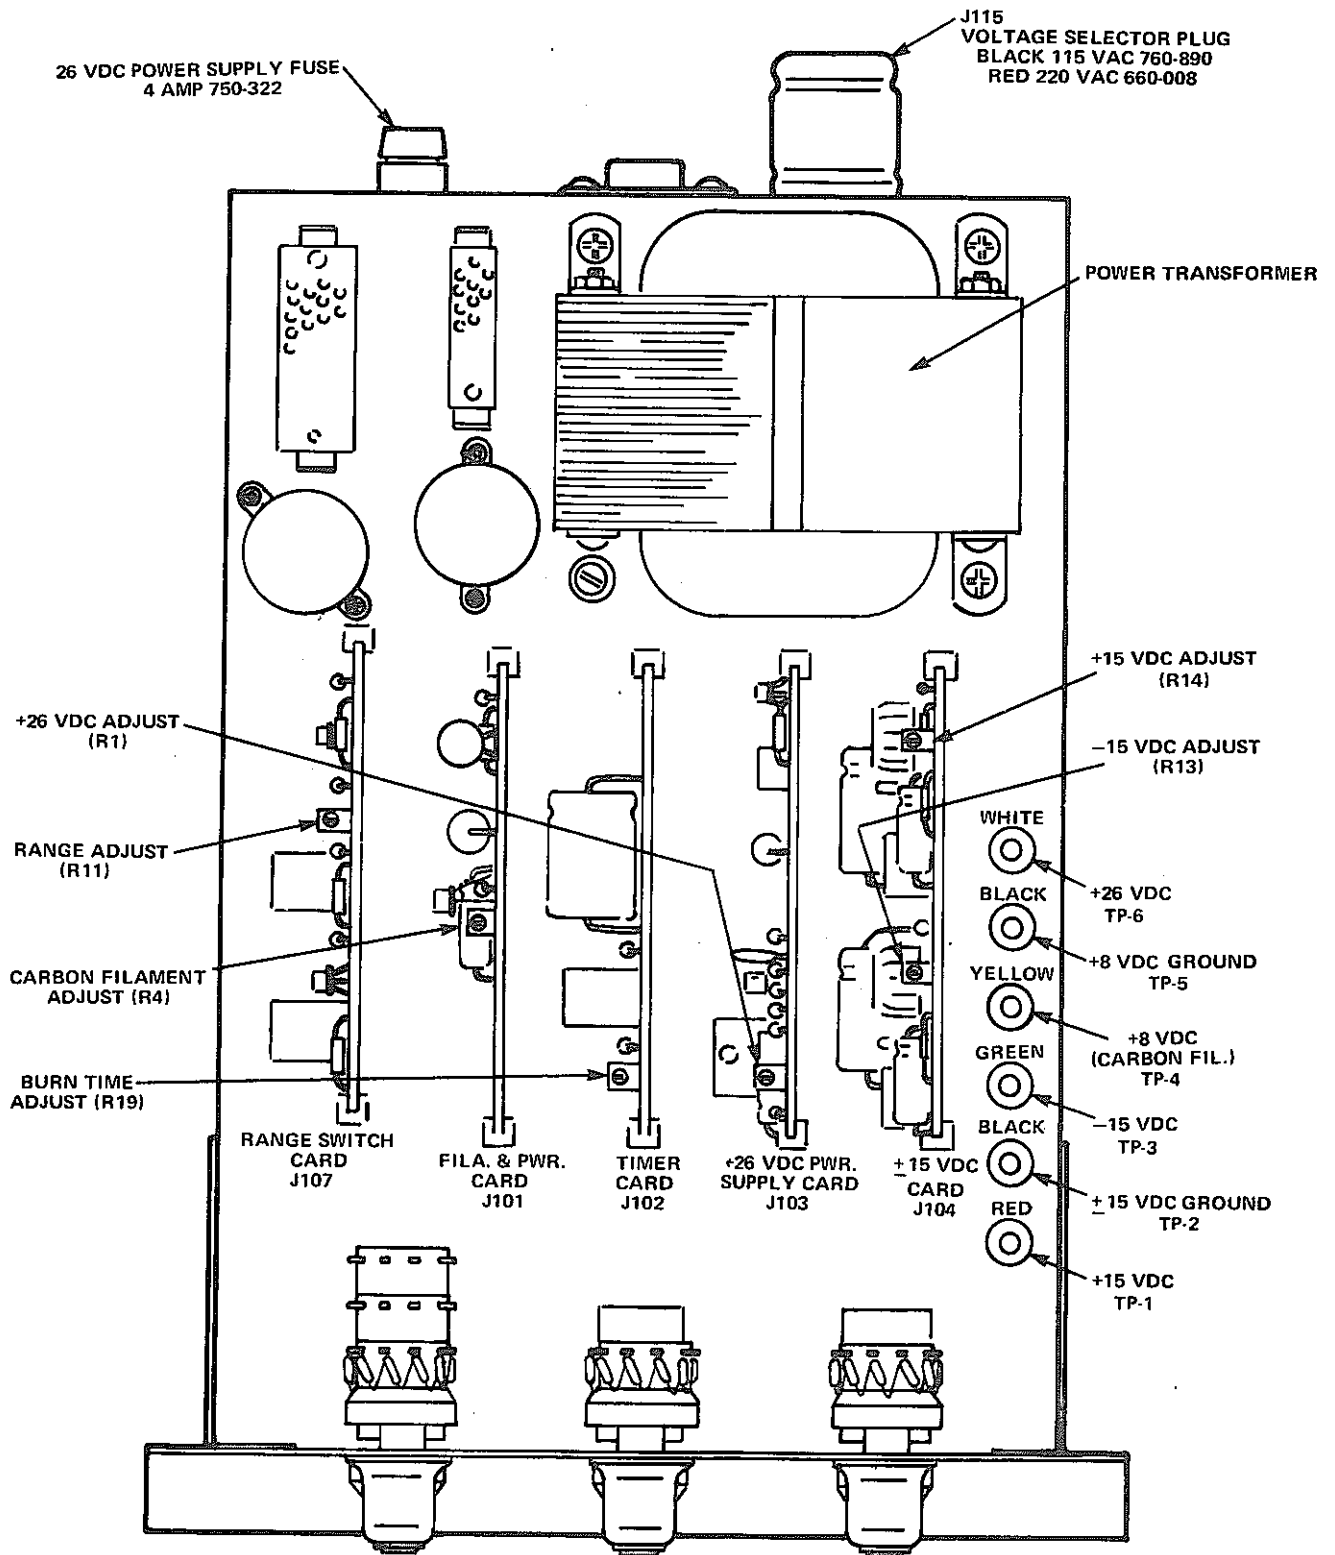 J115
VOLTAGE SELECTOR PLUG
BLACK 115 VAC 760-890
RED 220 VAC 660-008
26 VDC POWER SUPPLY FUSE
4 AMP 750-322
POWER TRANSFORMER
+15 VDC ADJUST
(R14)
+26 VDC ADJUST
(R1)
−15 VDC ADJUST
(R13)
RANGE ADJUST
(R11)
CARBON FILAMENT
ADJUST (R4)
BURN TIME
ADJUST (R19)
WHITE
+26 VDC
TP-6
BLACK
+8 VDC GROUND
TP-5
YELLOW
+8 VDC
(CARBON FIL.)
TP-4
GREEN
−15 VDC
TP-3
BLACK
±15 VDC GROUND
TP-2
RED
+15 VDC
TP-1
RANGE SWITCH
CARD
J107
FILA. & PWR.
CARD
J101
TIMER
CARD
J102
+26 VDC PWR.
SUPPLY CARD
J103
±15 VDC
CARD
J104